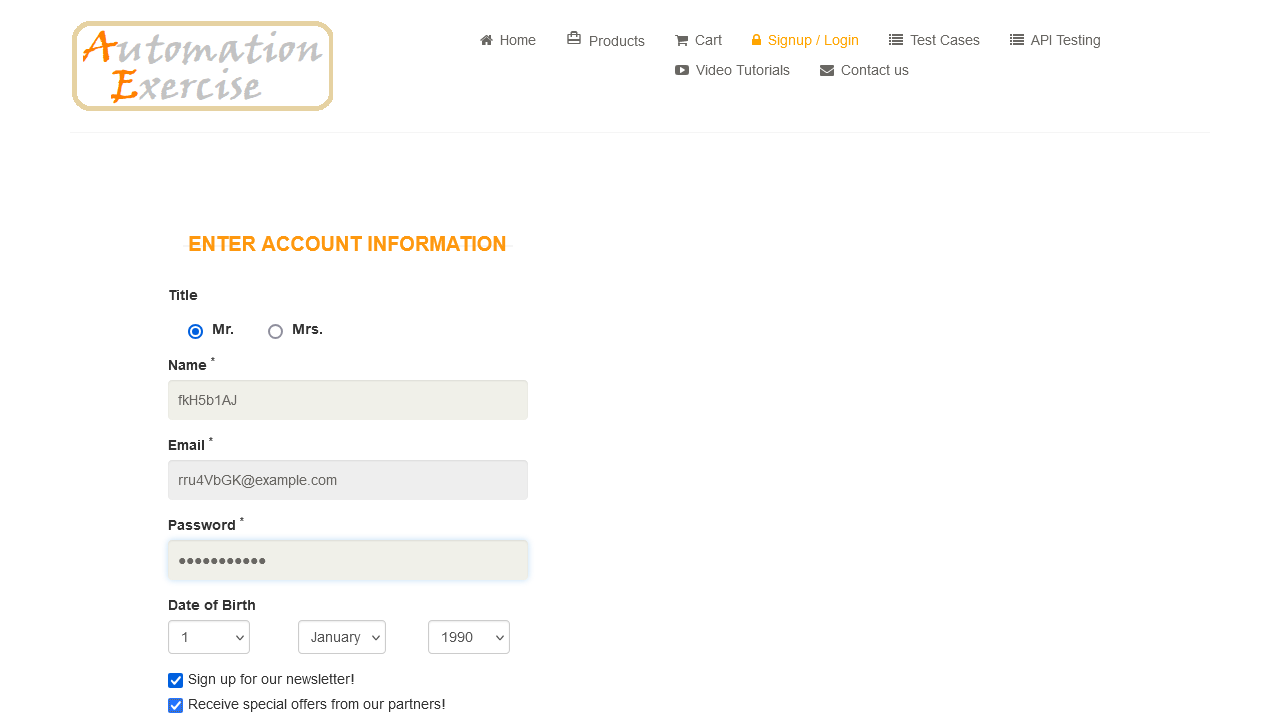 Automation
Exercise
Home
Products
Cart
Signup / Login
Test Cases
API Testing
Video Tutorials
Contact us
ENTER ACCOUNT INFORMATION
Title
Mr.
Mrs.
Name *
fkH5b1AJ
Email *
rru4VbGK@example.com
Password *
●●●●●●●●●●●
Date of Birth
1
January
1990
Sign up for our newsletter!
Receive special offers from our partners!